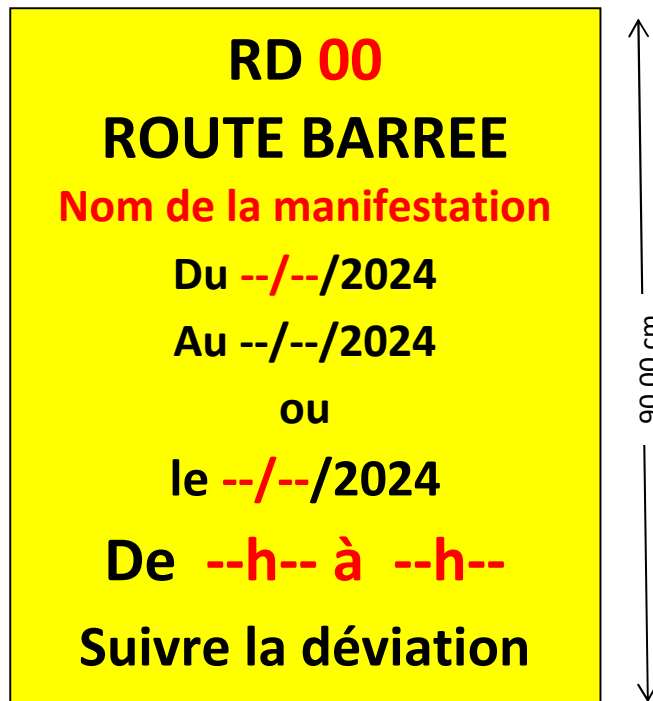 RD 00
ROUTE BARREE
Nom de la manifestation
Du --/--/2024
Au --/--/2024
ou
le --/--/2024
De --h-- à --h--
Suivre la déviation
90,00 cm